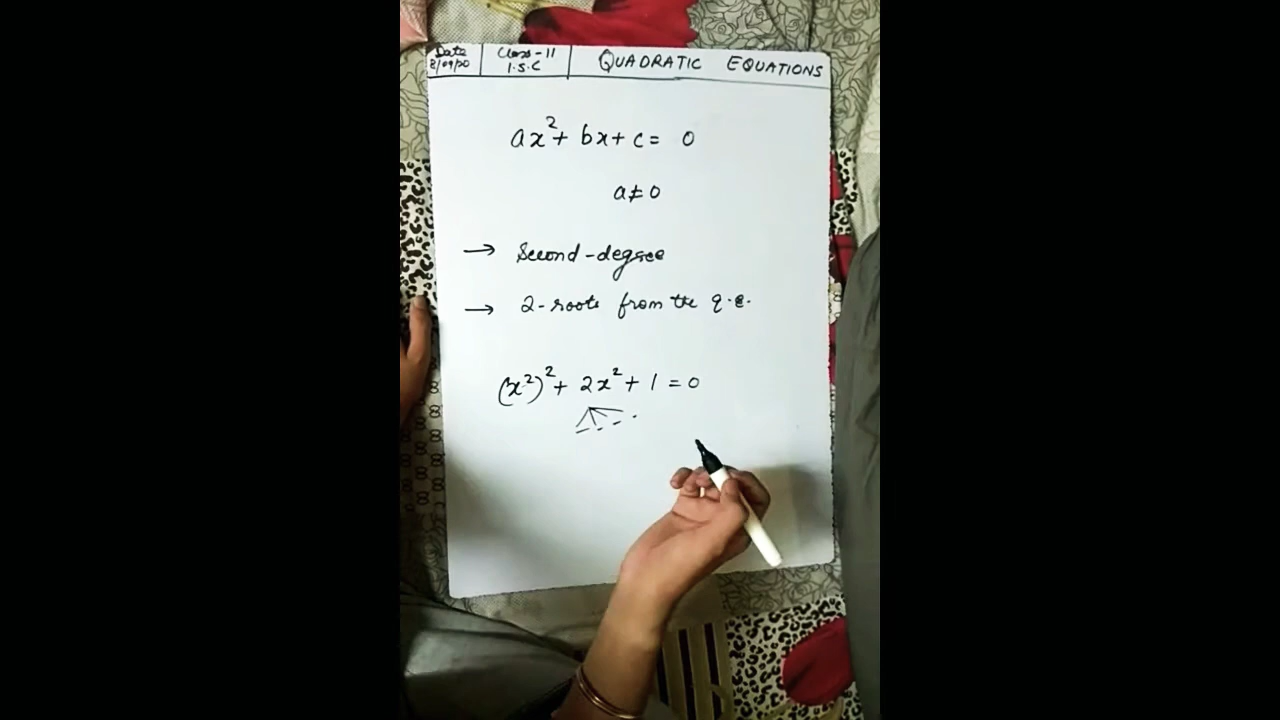 Date
8/09/20
Class-11
I.S.C
QUADRATIC EQUATIONS
ax² + bx + c = 0
a ≠ 0
→ Second-degree
→ 2-roots from the q.e.
(x²)² + 2x² + 1 = 0